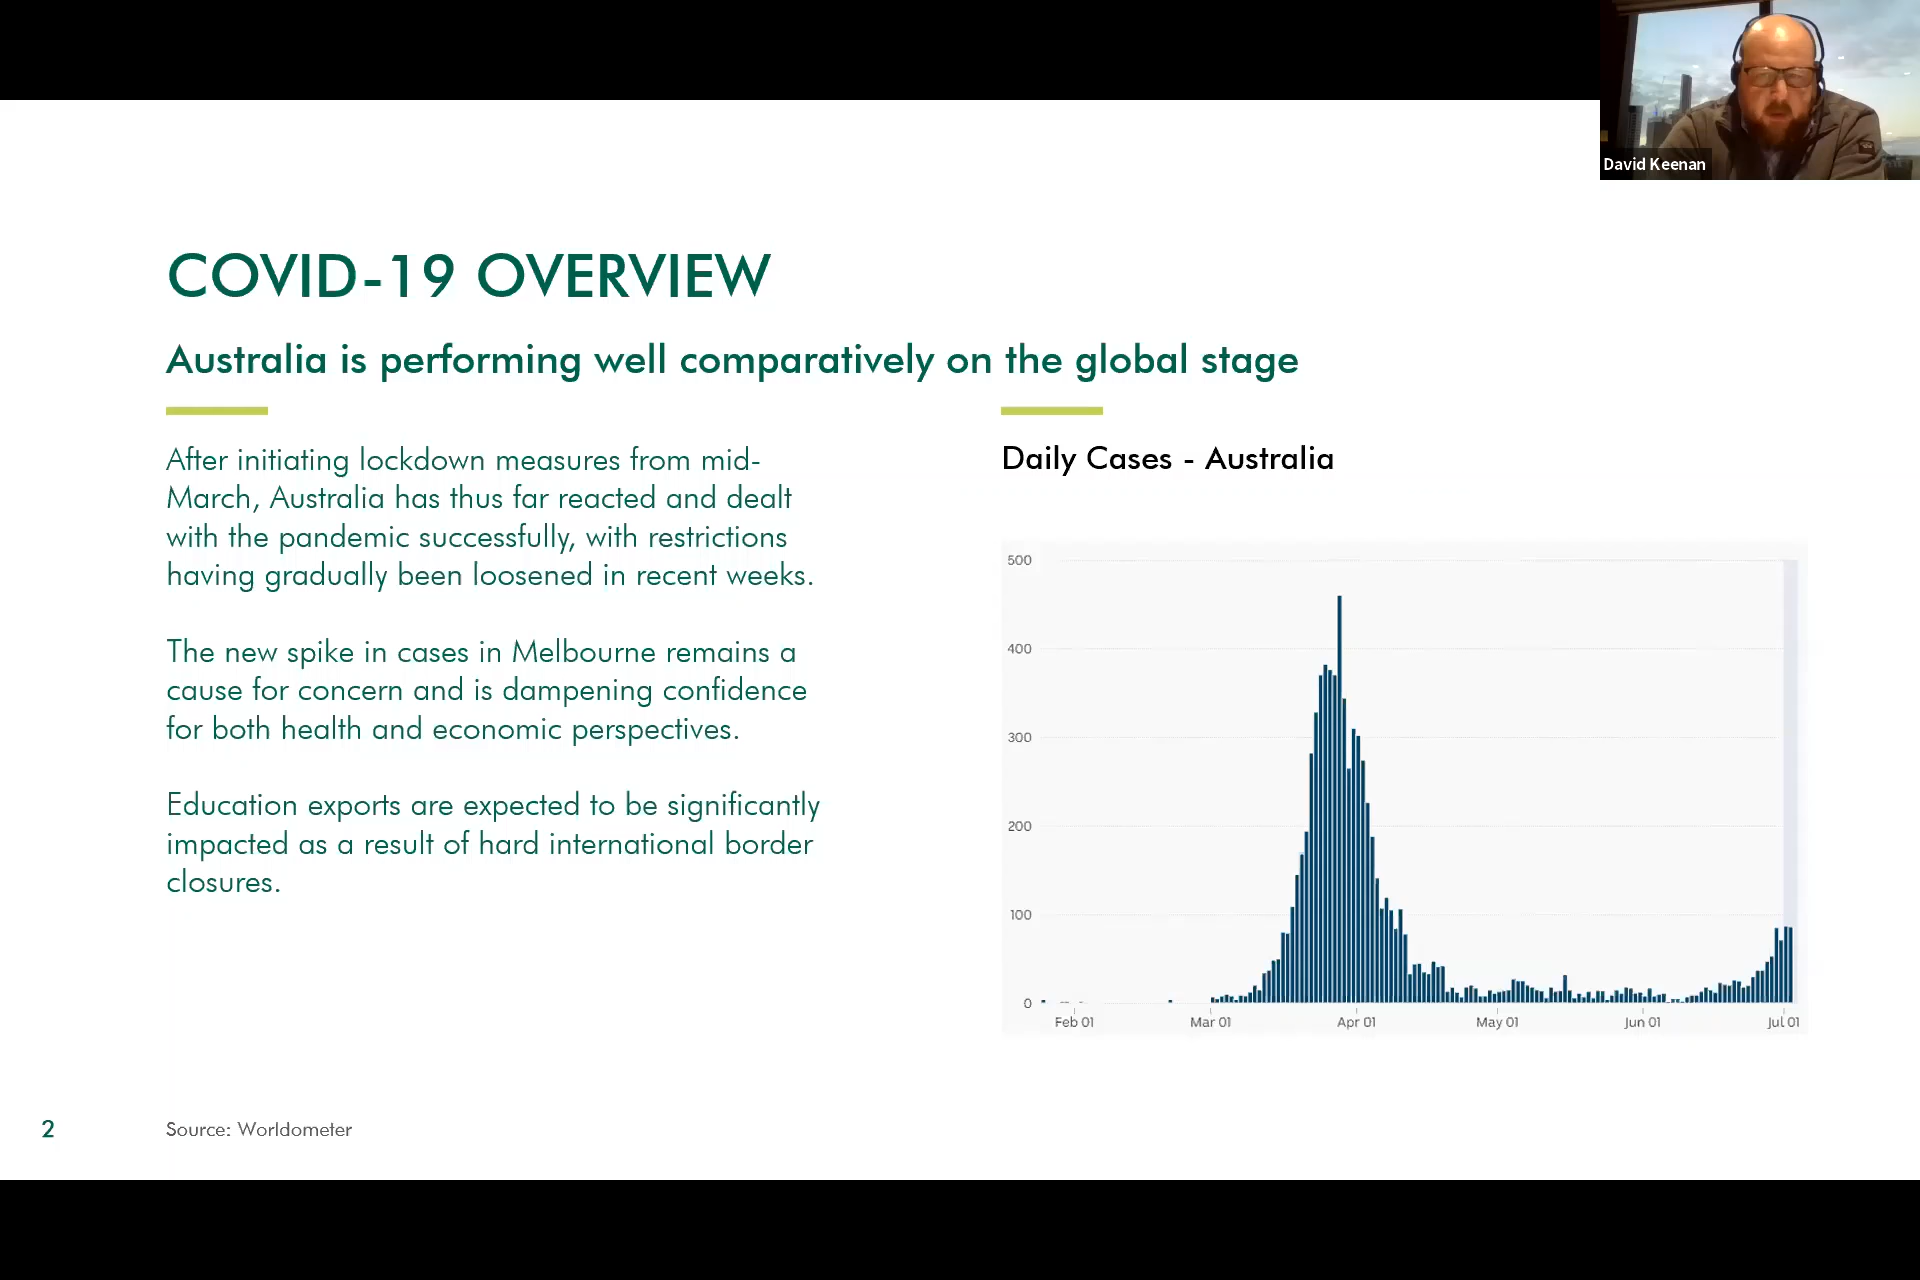 David Keenan
COVID-19 OVERVIEW
Australia is performing well comparatively on the global stage
After initiating lockdown measures from mid-
March, Australia has thus far reacted and dealt
with the pandemic successfully, with restrictions
having gradually been loosened in recent weeks.
The new spike in cases in Melbourne remains a
cause for concern and is dampening confidence
for both health and economic perspectives.
Education exports are expected to be significantly
impacted as a result of hard international border
closures.
Daily Cases - Australia
500
400
300
200
100
0
Feb 01 Mar 01 Apr 01 May 01 Jun 01 Jul 01
2
Source: Worldometer